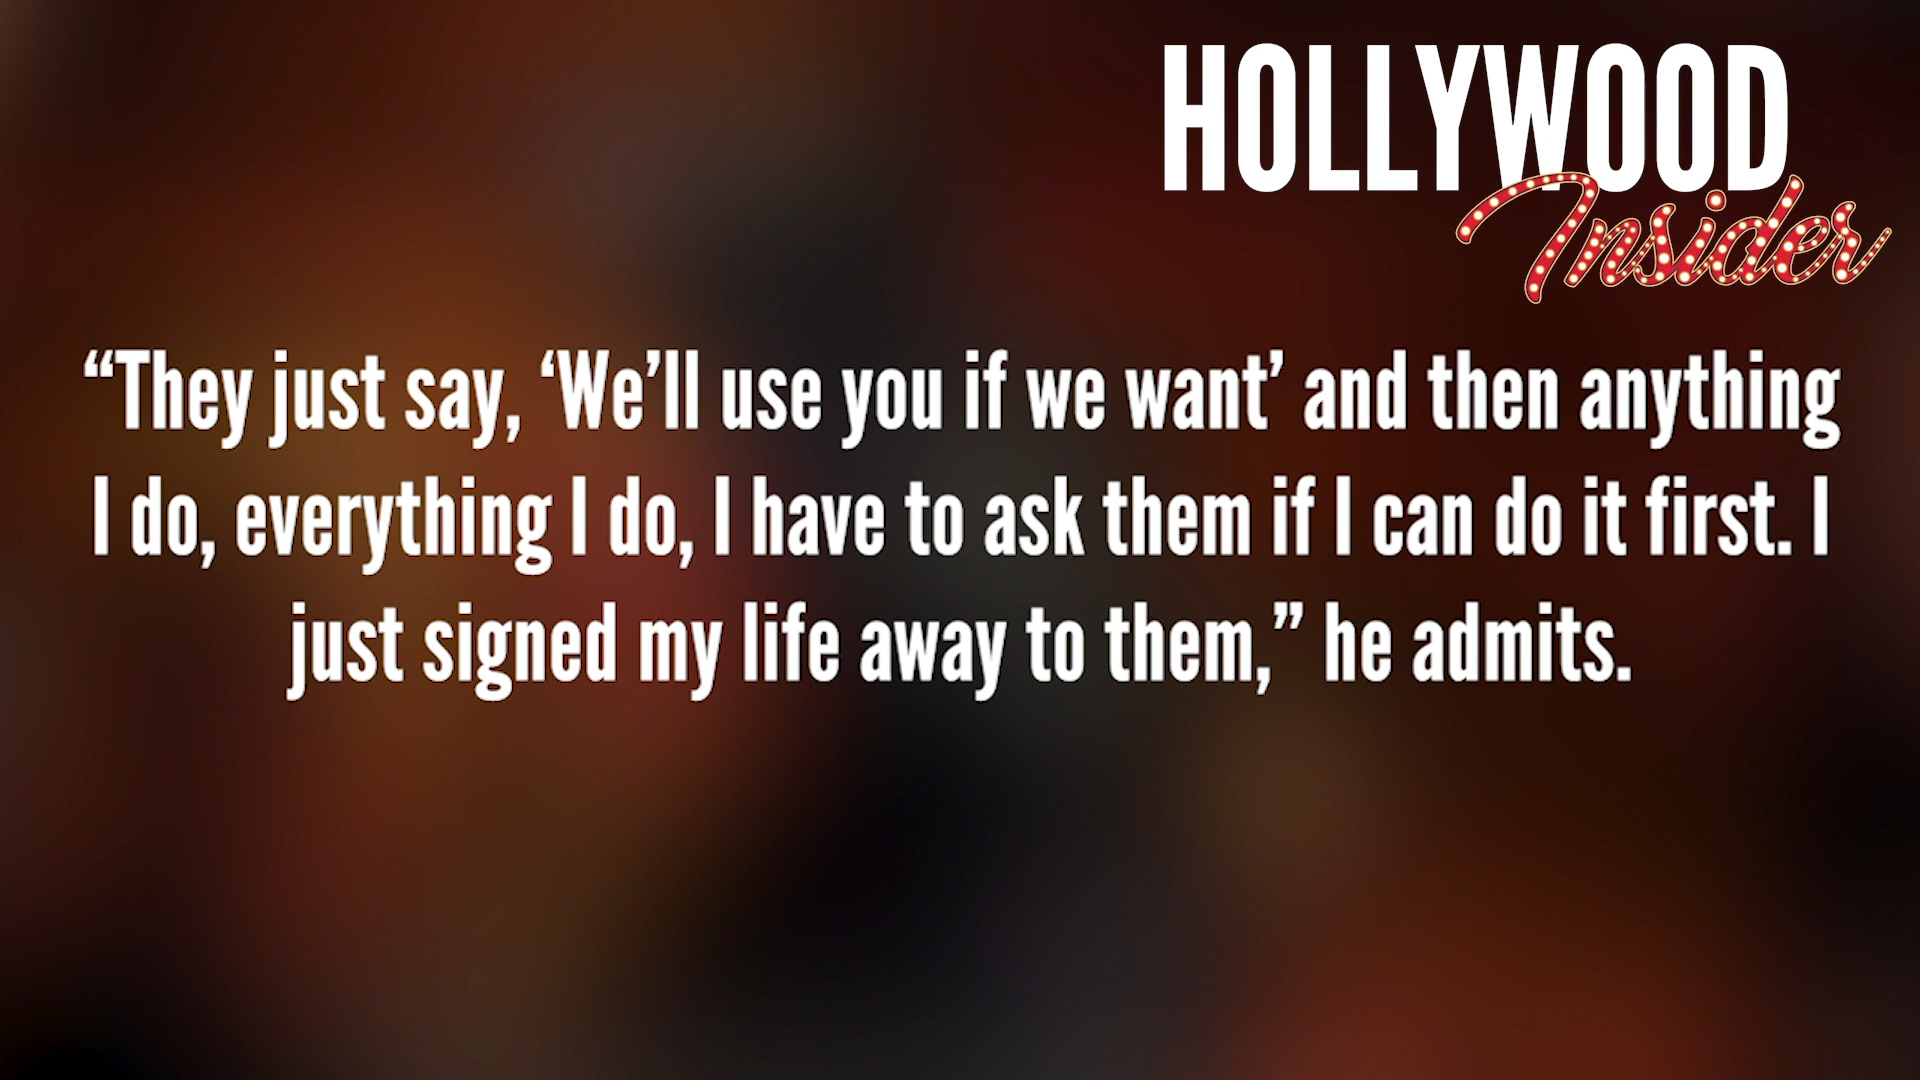 HOLLYWOOD
Insider
“They just say, ‘We’ll use you if we want’ and then anything
I do, everything I do, I have to ask them if I can do it first. I
just signed my life away to them,” he admits.